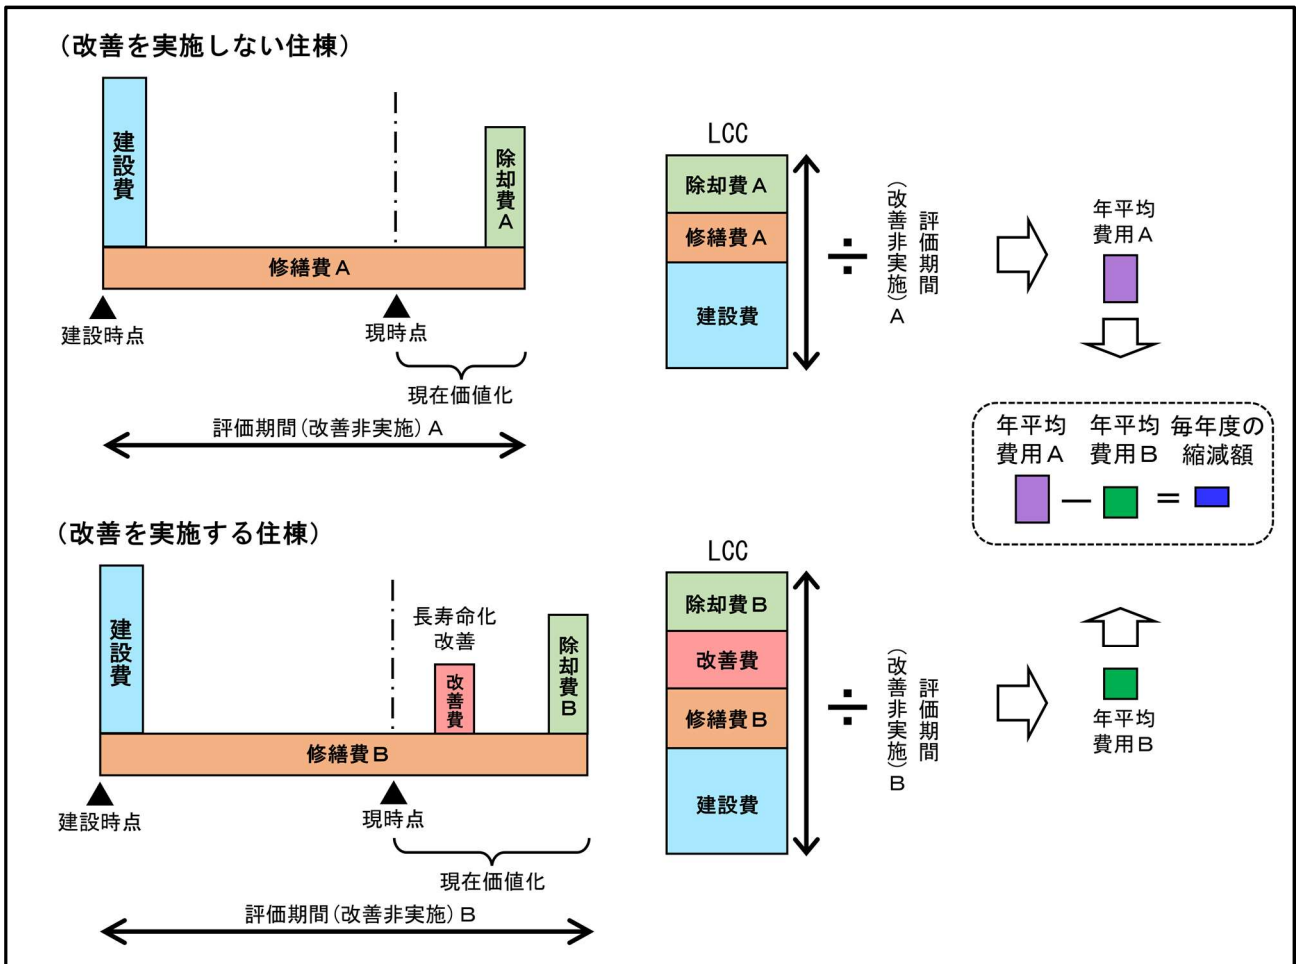 （改善を実施しない住棟）
建設費
除却費A
修繕費A
建設時点
現時点
現在価値化
評価期間（改善非実施）A
LCC
除却費A
修繕費A
建設費
÷
評価期間
（改善非実施）A
年平均
費用A
年平均
費用A
－
年平均
費用B
＝
毎年度の
縮減額
（改善を実施する住棟）
建設費
長寿命化
改善
改善費
除却費B
修繕費B
建設時点
現時点
現在価値化
評価期間（改善非実施）B
LCC
除却費B
改善費
修繕費B
建設費
÷
評価期間
（改善非実施）B
年平均
費用B